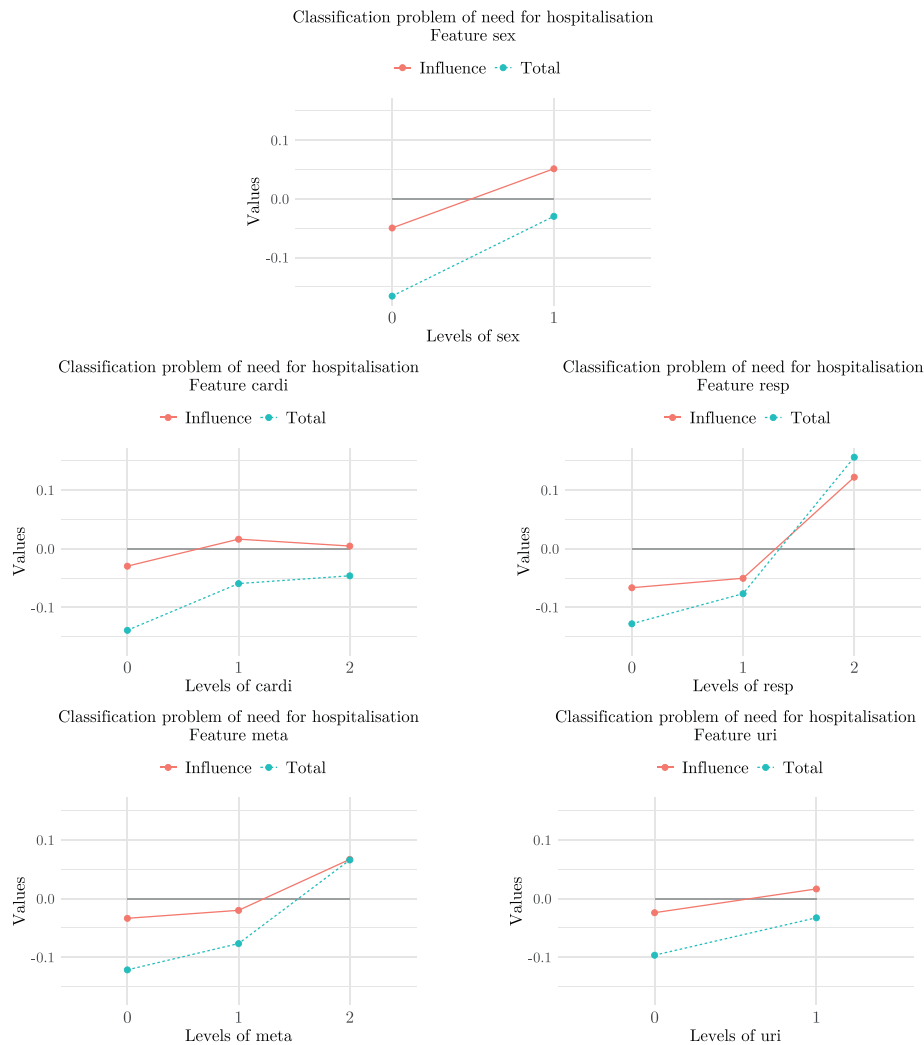 Classification problem of need for hospitalisation
Feature sex
Influence Total
0.1
0.0
-0.1
Values
0 1
Levels of sex
Classification problem of need for hospitalisation
Feature cardi
Influence Total
0.1
0.0
-0.1
Values
0 1 2
Levels of cardi
Classification problem of need for hospitalisation
Feature resp
Influence Total
0.1
0.0
-0.1
Values
0 1 2
Levels of resp
Classification problem of need for hospitalisation
Feature meta
Influence Total
0.1
0.0
-0.1
Values
0 1 2
Levels of meta
Classification problem of need for hospitalisation
Feature uri
Influence Total
0.1
0.0
-0.1
Values
0 1
Levels of uri